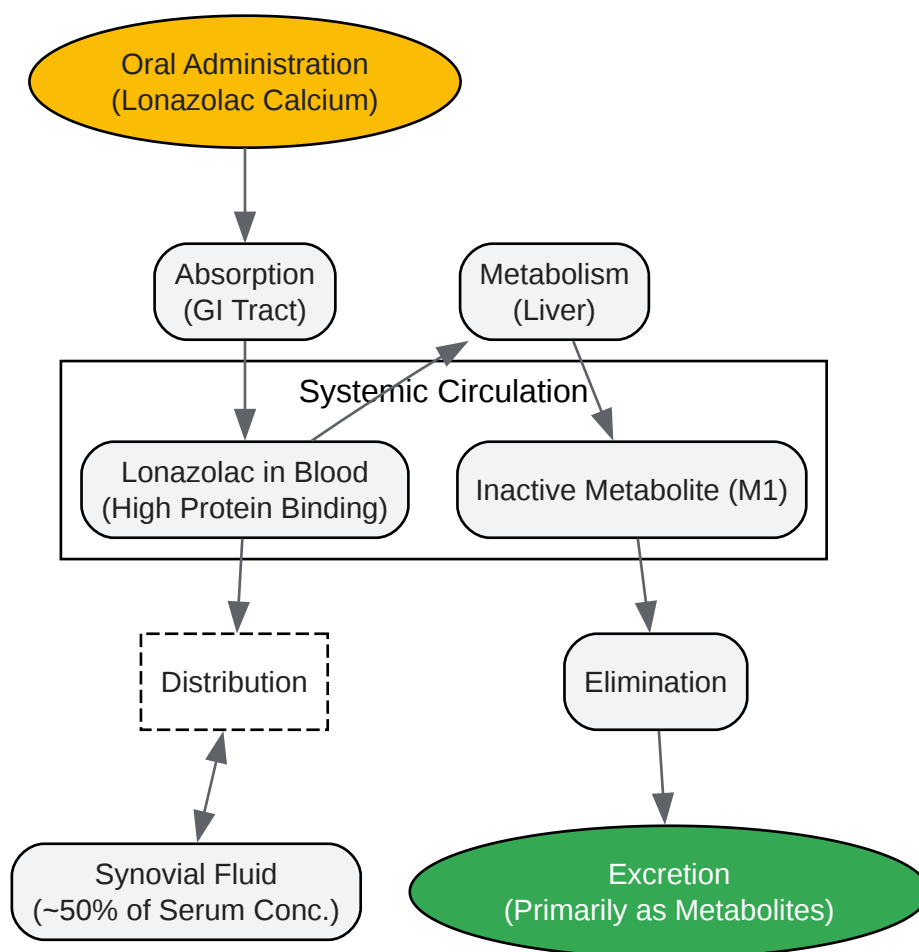 Oral Administration
(Lonazolac Calcium)
Absorption
(GI Tract)
Metabolism
(Liver)
Systemic Circulation
Lonazolac in Blood
(High Protein Binding)
Inactive Metabolite (M1)
Distribution
Elimination
Synovial Fluid
(~50% of Serum Conc.)
Excretion
(Primarily as Metabolites)